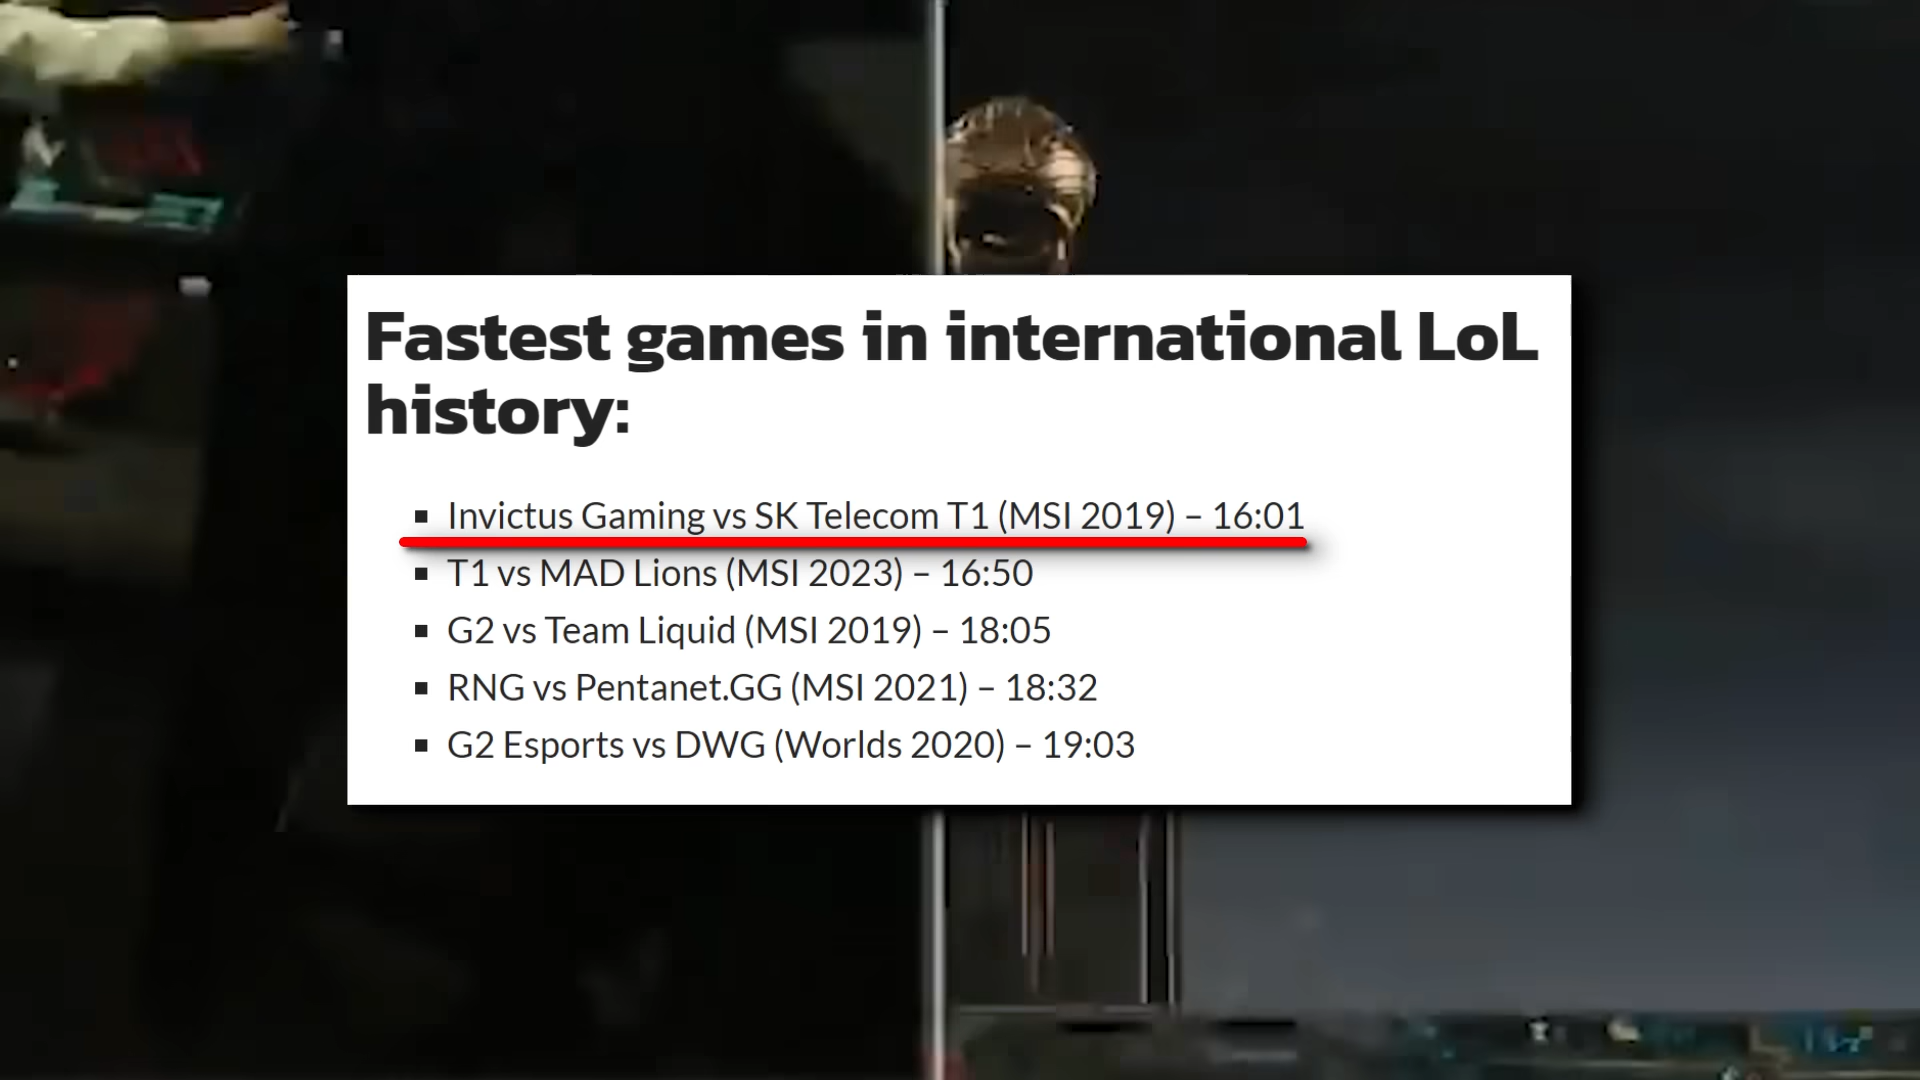 Fastest games in international LoL
history:
▪ Invictus Gaming vs SK Telecom T1 (MSI 2019) – 16:01
▪ T1 vs MAD Lions (MSI 2023) – 16:50
▪ G2 vs Team Liquid (MSI 2019) – 18:05
▪ RNG vs Pentanet.GG (MSI 2021) – 18:32
▪ G2 Esports vs DWG (Worlds 2020) – 19:03